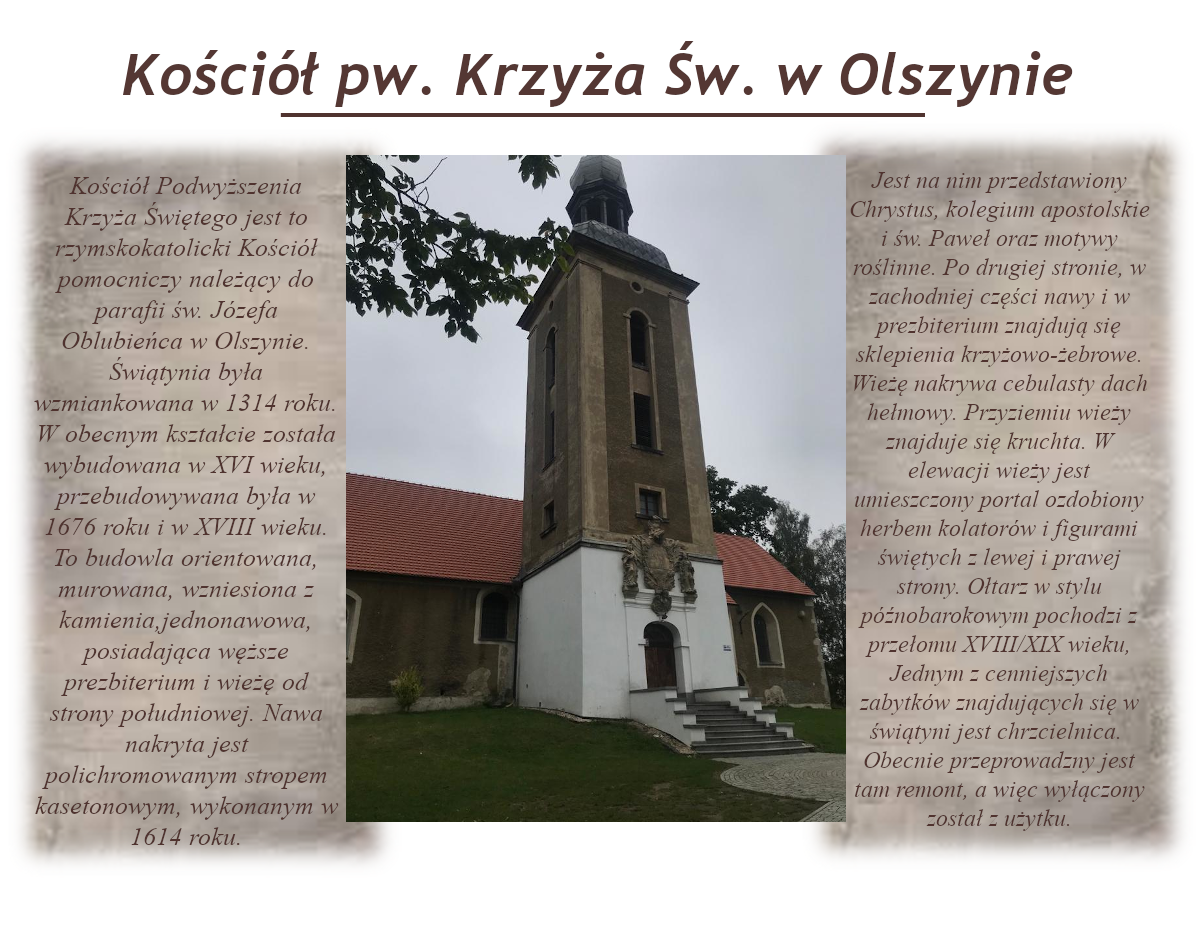 Kościół pw. Krzyża Św. w Olszynie
Kościół Podwyższenia
Krzyża Świętego jest to
rzymskokatolicki Kościół
pomocniczy należący do
parafii św. Józefa
Oblubieńca w Olszynie.
Świątynia była
wzmiankowana w 1314 roku.
W obecnym kształcie została
wybudowana w XVI wieku,
przebudowywana była w
1676 roku i w XVIII wieku.
To budowla orientowana,
murowana, wzniesiona z
kamienia,jednonawowa,
posiadająca węższe
prezbiterium i wieżę od
strony południowej. Nawa
nakryta jest
polichromowanym stropem
kasetonowym, wykonanym w
1614 roku.
Jest na nim przedstawiony
Chrystus, kolegium apostolskie
i św. Paweł oraz motywy
roślinne. Po drugiej stronie, w
zachodniej części nawy i w
prezbiterium znajdują się
sklepienia krzyżowo-żebrowe.
Wieżę nakrywa cebulasty dach
hełmowy. Przyziemiu wieży
znajduje się kruchta. W
elewacji wieży jest
umieszczony portal ozdobiony
herbem kolatorów i figurami
świętych z lewej i prawej
strony. Ołtarz w stylu
późnobarokowym pochodzi z
przełomu XVIII/XIX wieku,
Jednym z cenniejszych
zabytków znajdujących się w
świątyni jest chrzcielnica.
Obecnie przeprowadzny jest
tam remont, a więc wyłączony
został z użytku.